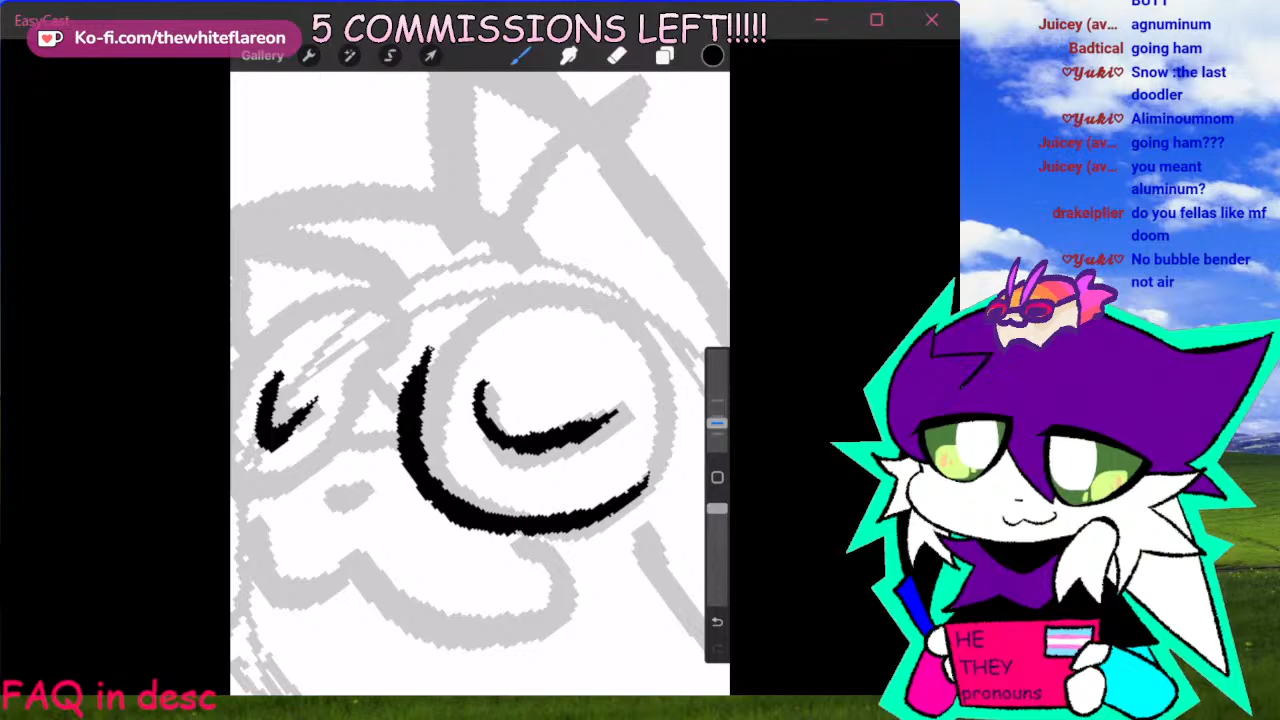 EasyCast
Ko-fi.com/thewhiteflareon
5 COMMISSIONS LEFT!!!!!
Gallery
BUTT
Juicey (av... agnuminum
Badtical going ham
♡𝓨𝓾𝓴𝓲♡ Snow :the last
doodler
♡𝓨𝓾𝓴𝓲♡ Aliminoumnom
Juicey (av... going ham???
Juicey (av... you meant
aluminum?
drakeiplier do you fellas like mf
doom
♡𝓨𝓾𝓴𝓲♡ No bubble bender
not air
HE
THEY
pronouns
FAQ in desc